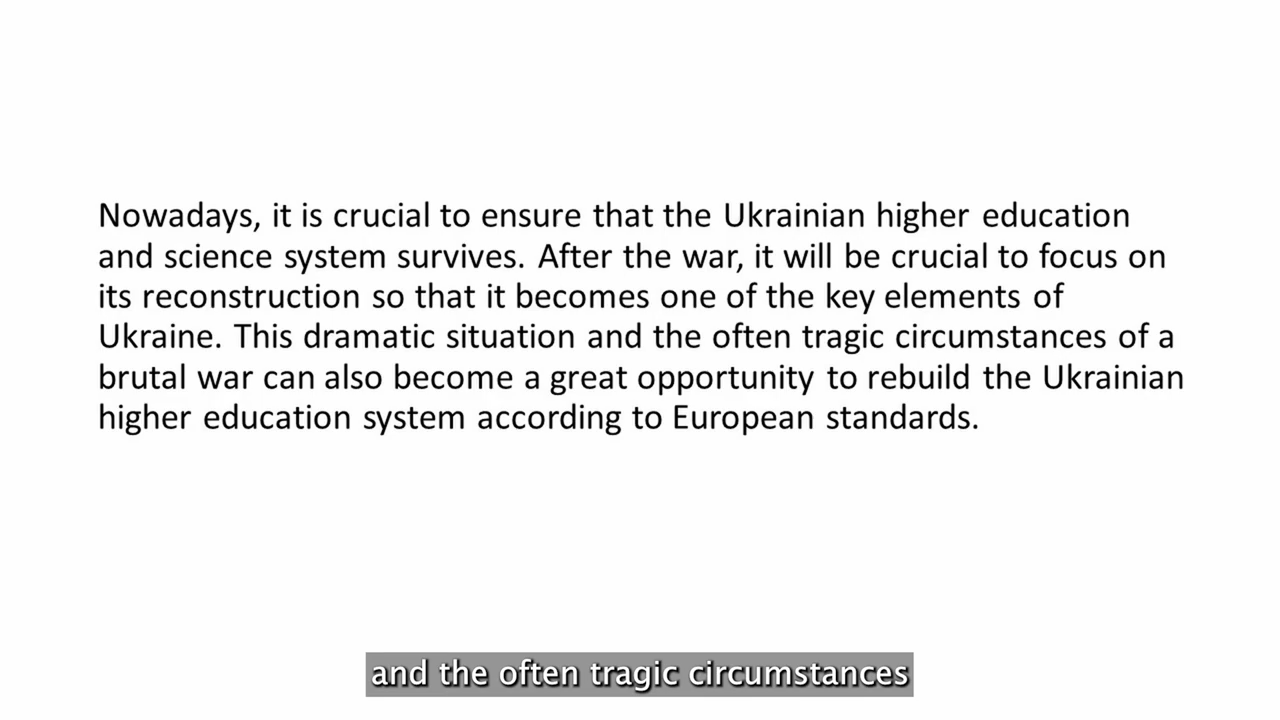 Nowadays, it is crucial to ensure that the Ukrainian higher education
and science system survives. After the war, it will be crucial to focus on
its reconstruction so that it becomes one of the key elements of
Ukraine. This dramatic situation and the often tragic circumstances of a
brutal war can also become a great opportunity to rebuild the Ukrainian
higher education system according to European standards.
and the often tragic circumstances